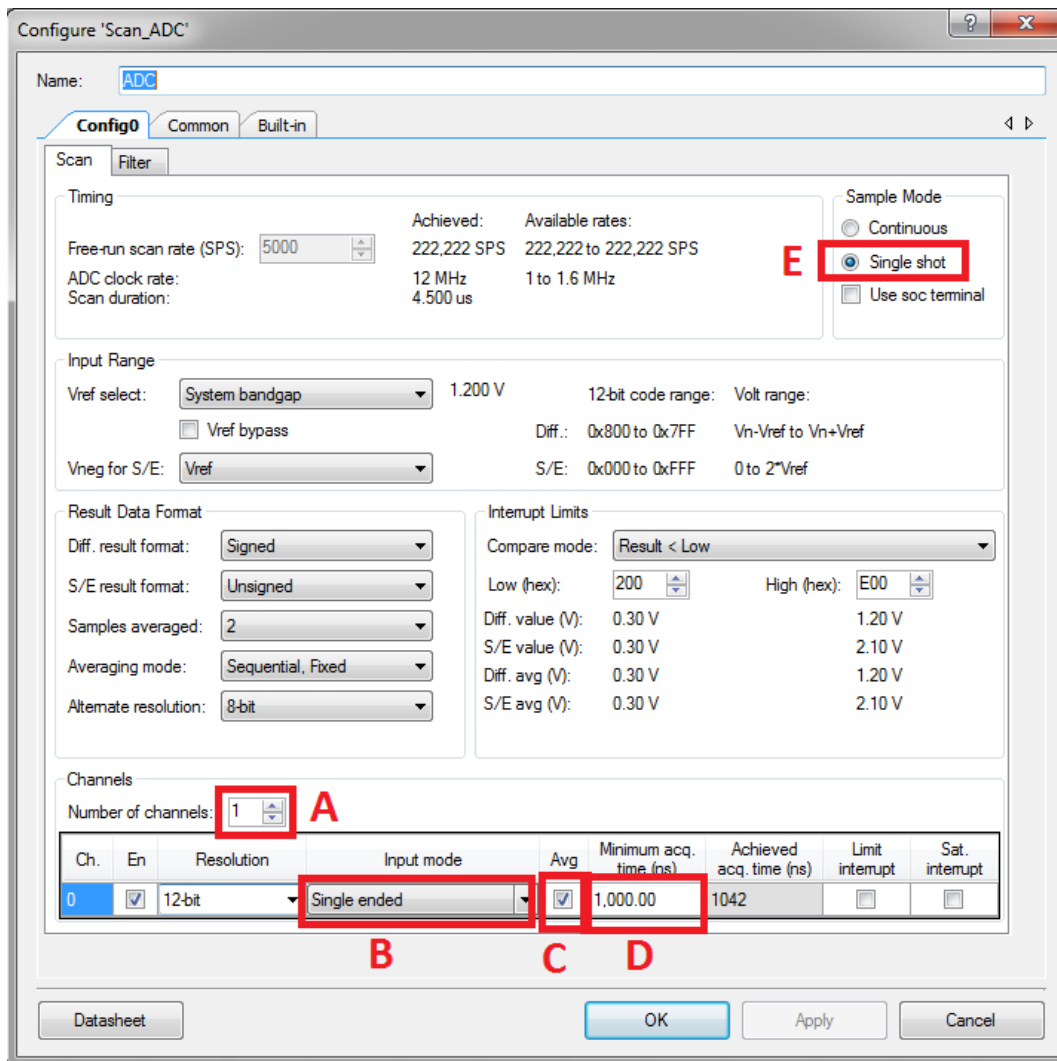 Configure 'Scan_ADC'
?
X
Name: ADC
Config0 Common Built-in
Scan Filter
Timing
Achieved: Available rates:
Free-run scan rate (SPS): 5000 222,222 SPS 222,222 to 222,222 SPS
ADC clock rate: 12 MHz 1 to 1.6 MHz
Scan duration: 4.500 us
Sample Mode
Continuous
E Single shot
Use soc terminal
Input Range
Vref select: System bandgap 1.200 V 12-bit code range: Volt range:
Vref bypass Diff.: 0x800 to 0x7FF Vn-Vref to Vn+Vref
Vneg for S/E: Vref S/E: 0x000 to 0xFFF 0 to 2*Vref
Result Data Format
Diff. result format: Signed
S/E result format: Unsigned
Samples averaged: 2
Averaging mode: Sequential, Fixed
Alternate resolution: 8-bit
Interrupt Limits
Compare mode: Result < Low
Low (hex): 200 High (hex): E00
Diff. value (V): 0.30 V 1.20 V
S/E value (V): 0.30 V 2.10 V
Diff. avg (V): 0.30 V 1.20 V
S/E avg (V): 0.30 V 2.10 V
Channels
Number of channels: 1 A
Ch. En Resolution Input mode Avg Minimum acq. time (ns) Achieved acq. time (ns) Limit interrupt Sat. interrupt
0 12-bit Single ended 1,000.00 1042
B C D
Datasheet OK Apply Cancel